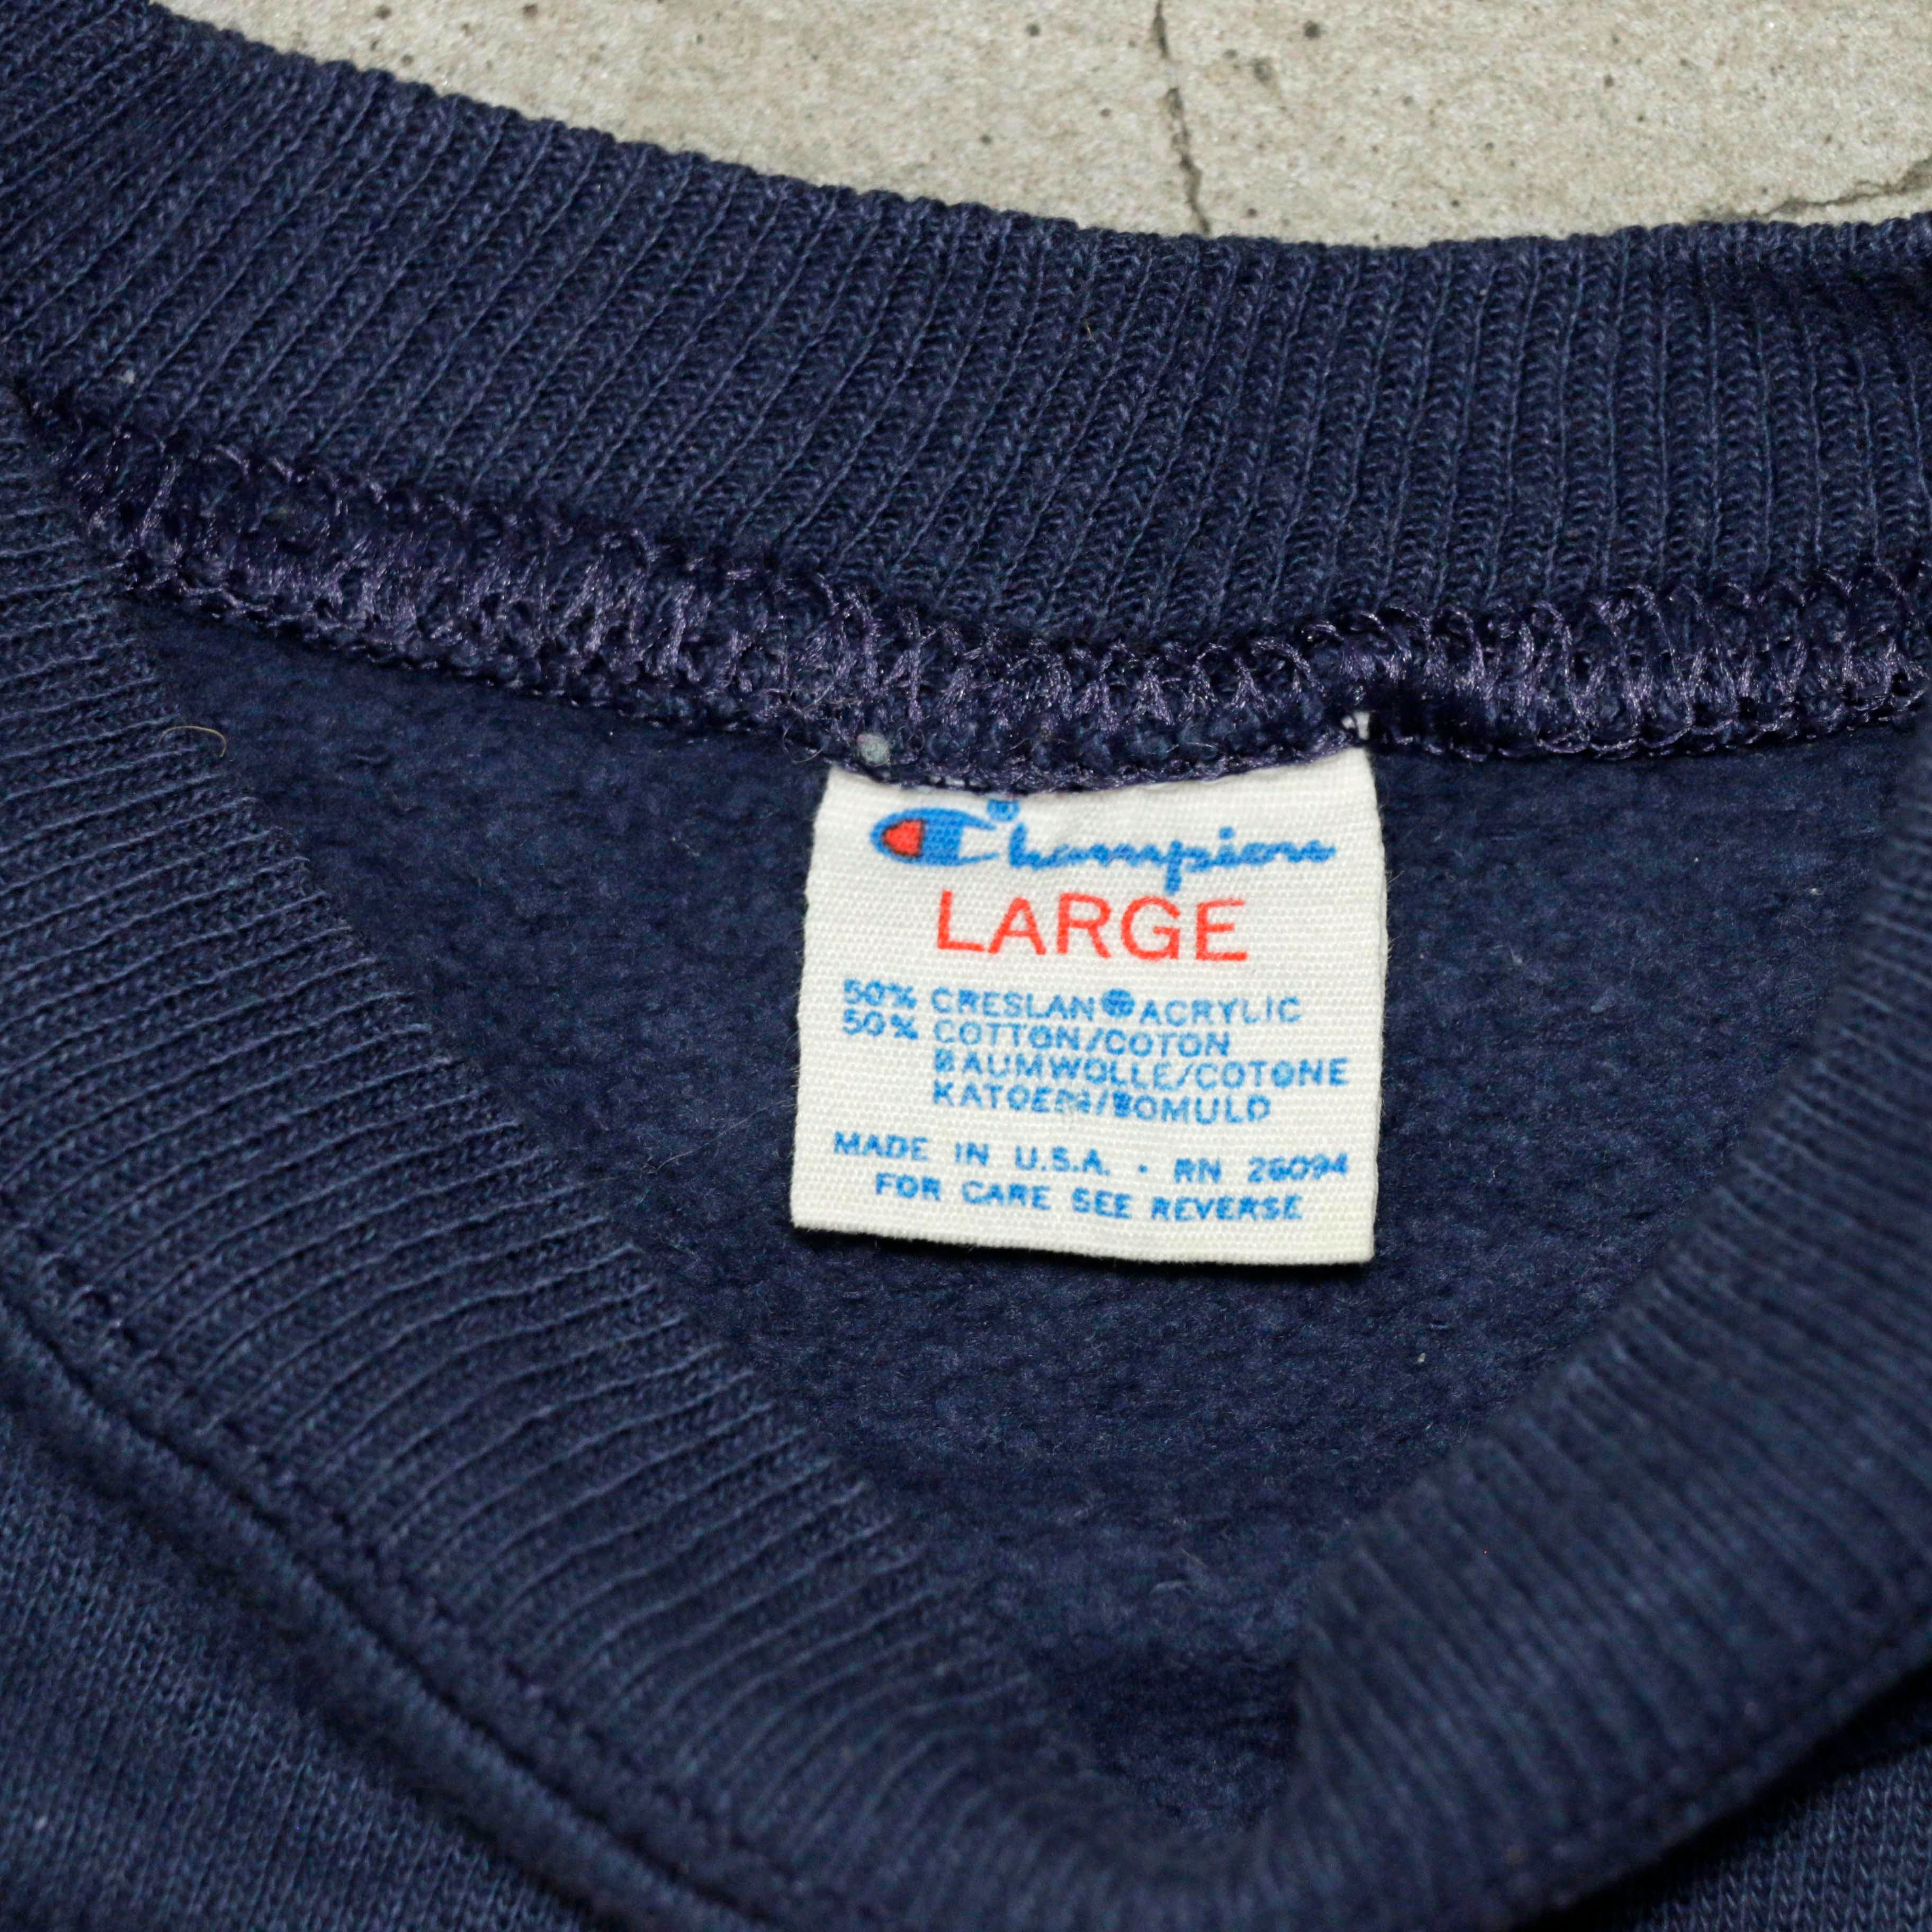 Champion®
LARGE
50% CRESLAN® ACRYLIC
50% COTTON/COTON
BAUMWOLLE/COTONE
KATOEN/BOMULD
MADE IN U.S.A. · RN 26094
FOR CARE SEE REVERSE